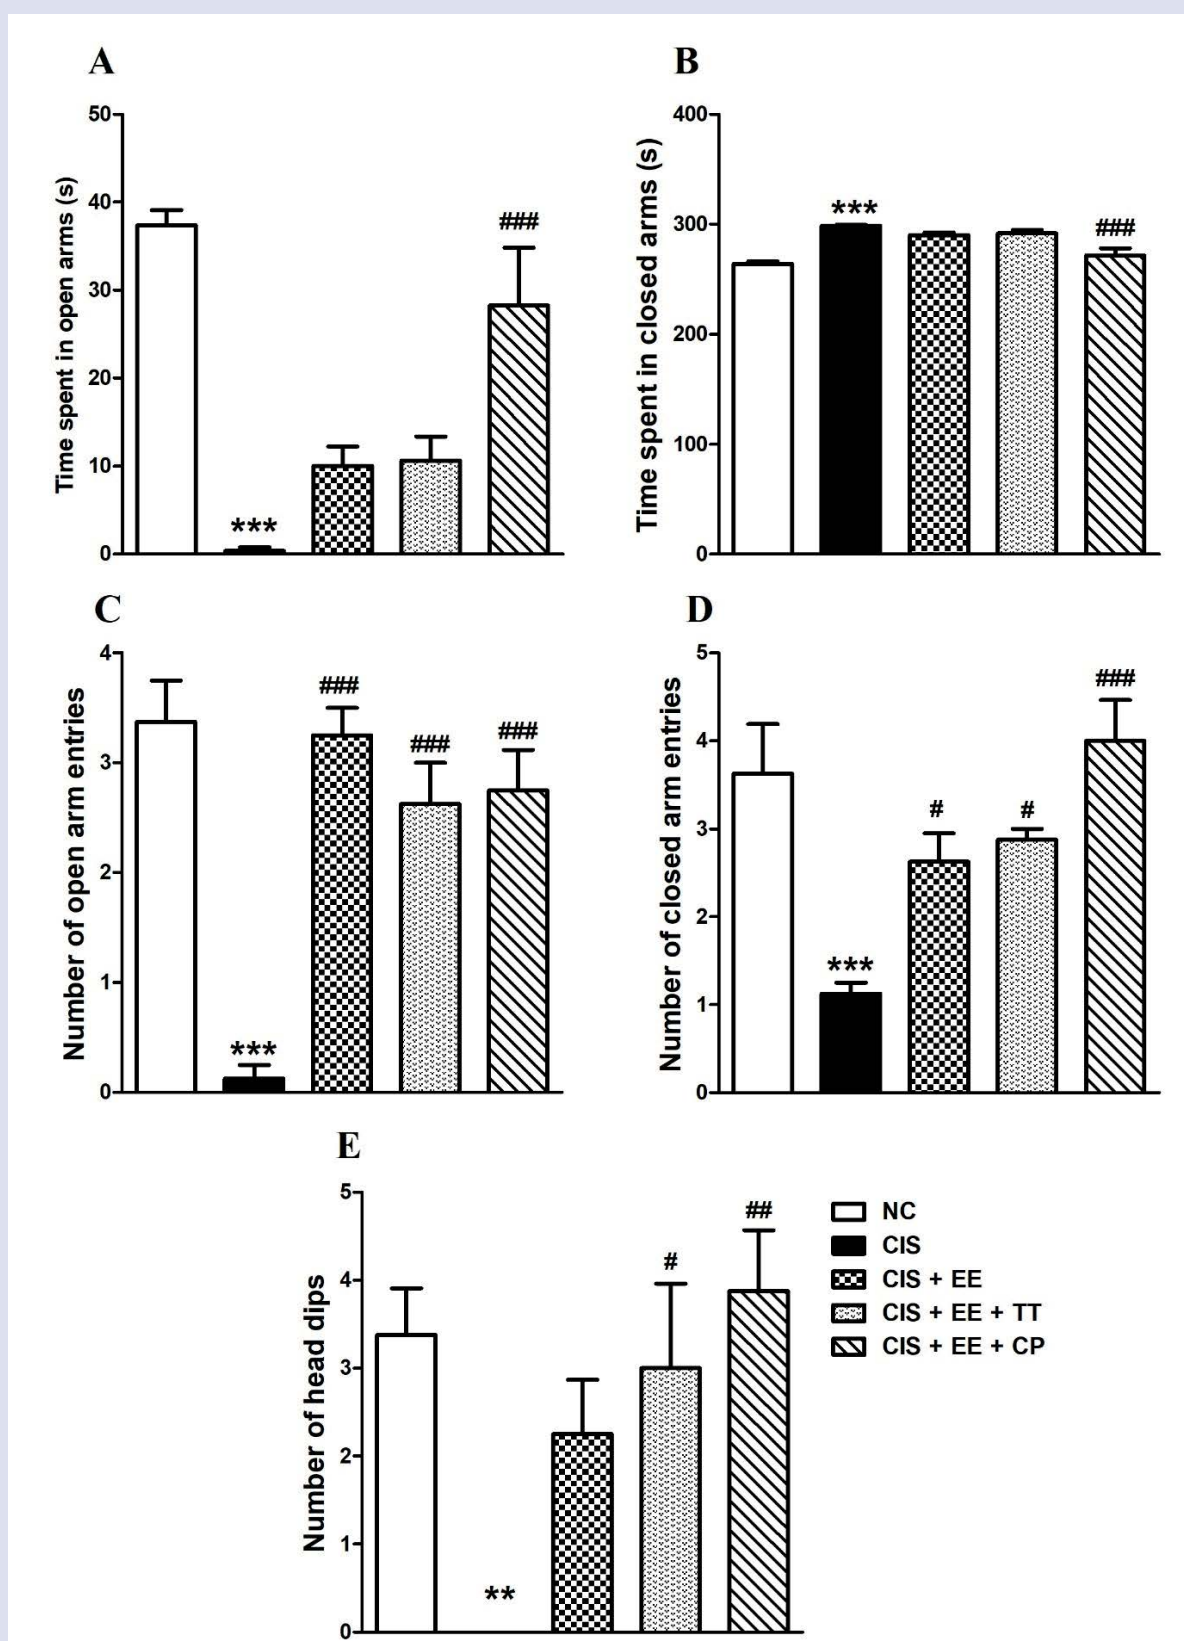 A
50
40
30
20
10
0
Time spent in open arms (s)
***
###
B
400
300
200
100
0
Time spent in closed arms (s)
***
###
C
4
3
2
1
0
Number of open arm entries
***
###
###
###
D
5
4
3
2
1
0
Number of closed arm entries
***
#
#
###
E
5
4
3
2
1
0
Number of head dips
**
#
##
NC
CIS
CIS + EE
CIS + EE + TT
CIS + EE + CP